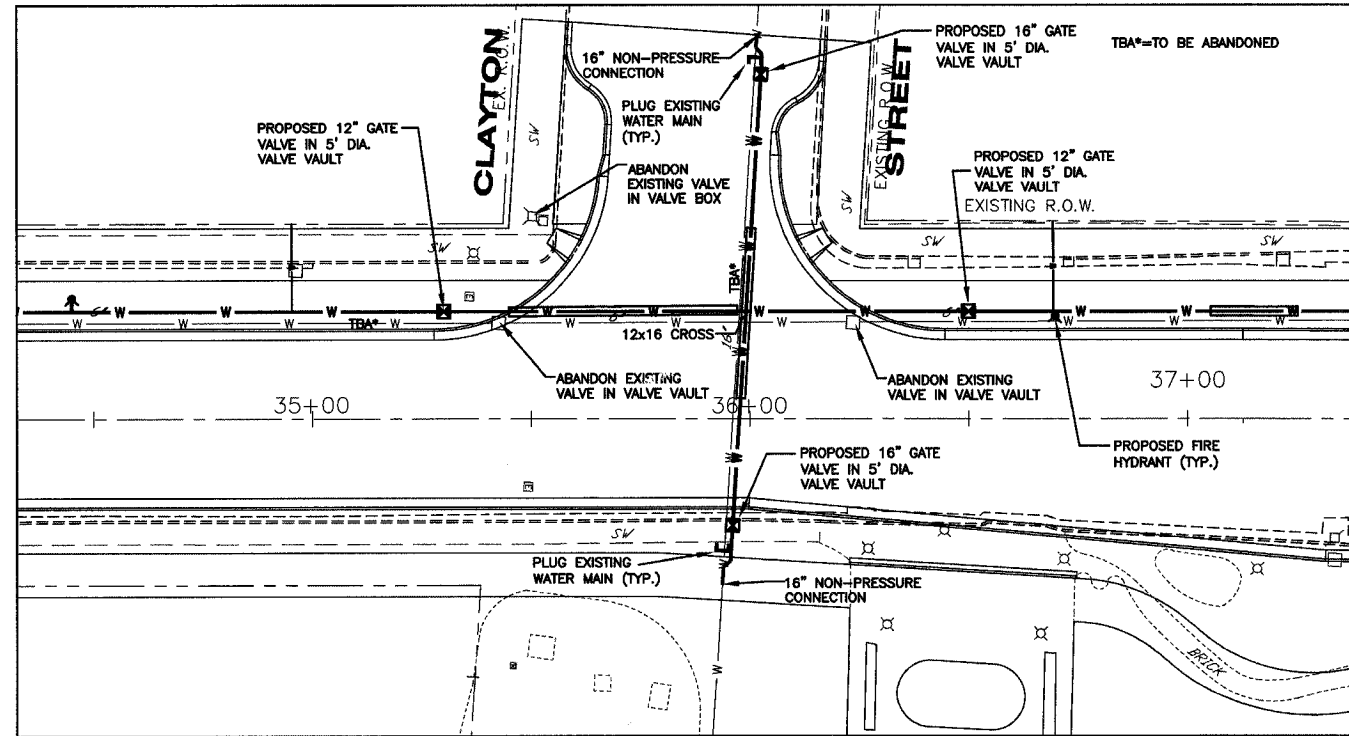 PROPOSED 16" GATE
VALVE IN 5' DIA.
VALVE VAULT
TBA*=TO BE ABANDONED
16" NON-PRESSURE
CONNECTION
CLAYTON
EX. R.O.W.
STREET
EXISTING R.O.W.
PLUG EXISTING
WATER MAIN
(TYP.)
PROPOSED 12" GATE
VALVE IN 5' DIA.
VALVE VAULT
SW
W
ABANDON
EXISTING VALVE
IN VALVE BOX
PROPOSED 12" GATE
VALVE IN 5' DIA.
VALVE VAULT
EXISTING R.O.W.
SW
SW
SW
SW
TBA*
E
W W W W W W W W
W W W W W W W W
TBA*
12x16 CROSS
16"
ABANDON EXISTING
VALVE IN VALVE VAULT
ABANDON EXISTING
VALVE IN VALVE VAULT
35+00
36+00
37+00
PROPOSED 16" GATE
VALVE IN 5' DIA.
VALVE VAULT
PROPOSED FIRE
HYDRANT (TYP.)
E
SW
PLUG EXISTING
WATER MAIN (TYP.)
16" NON-PRESSURE
CONNECTION
W
BRICK